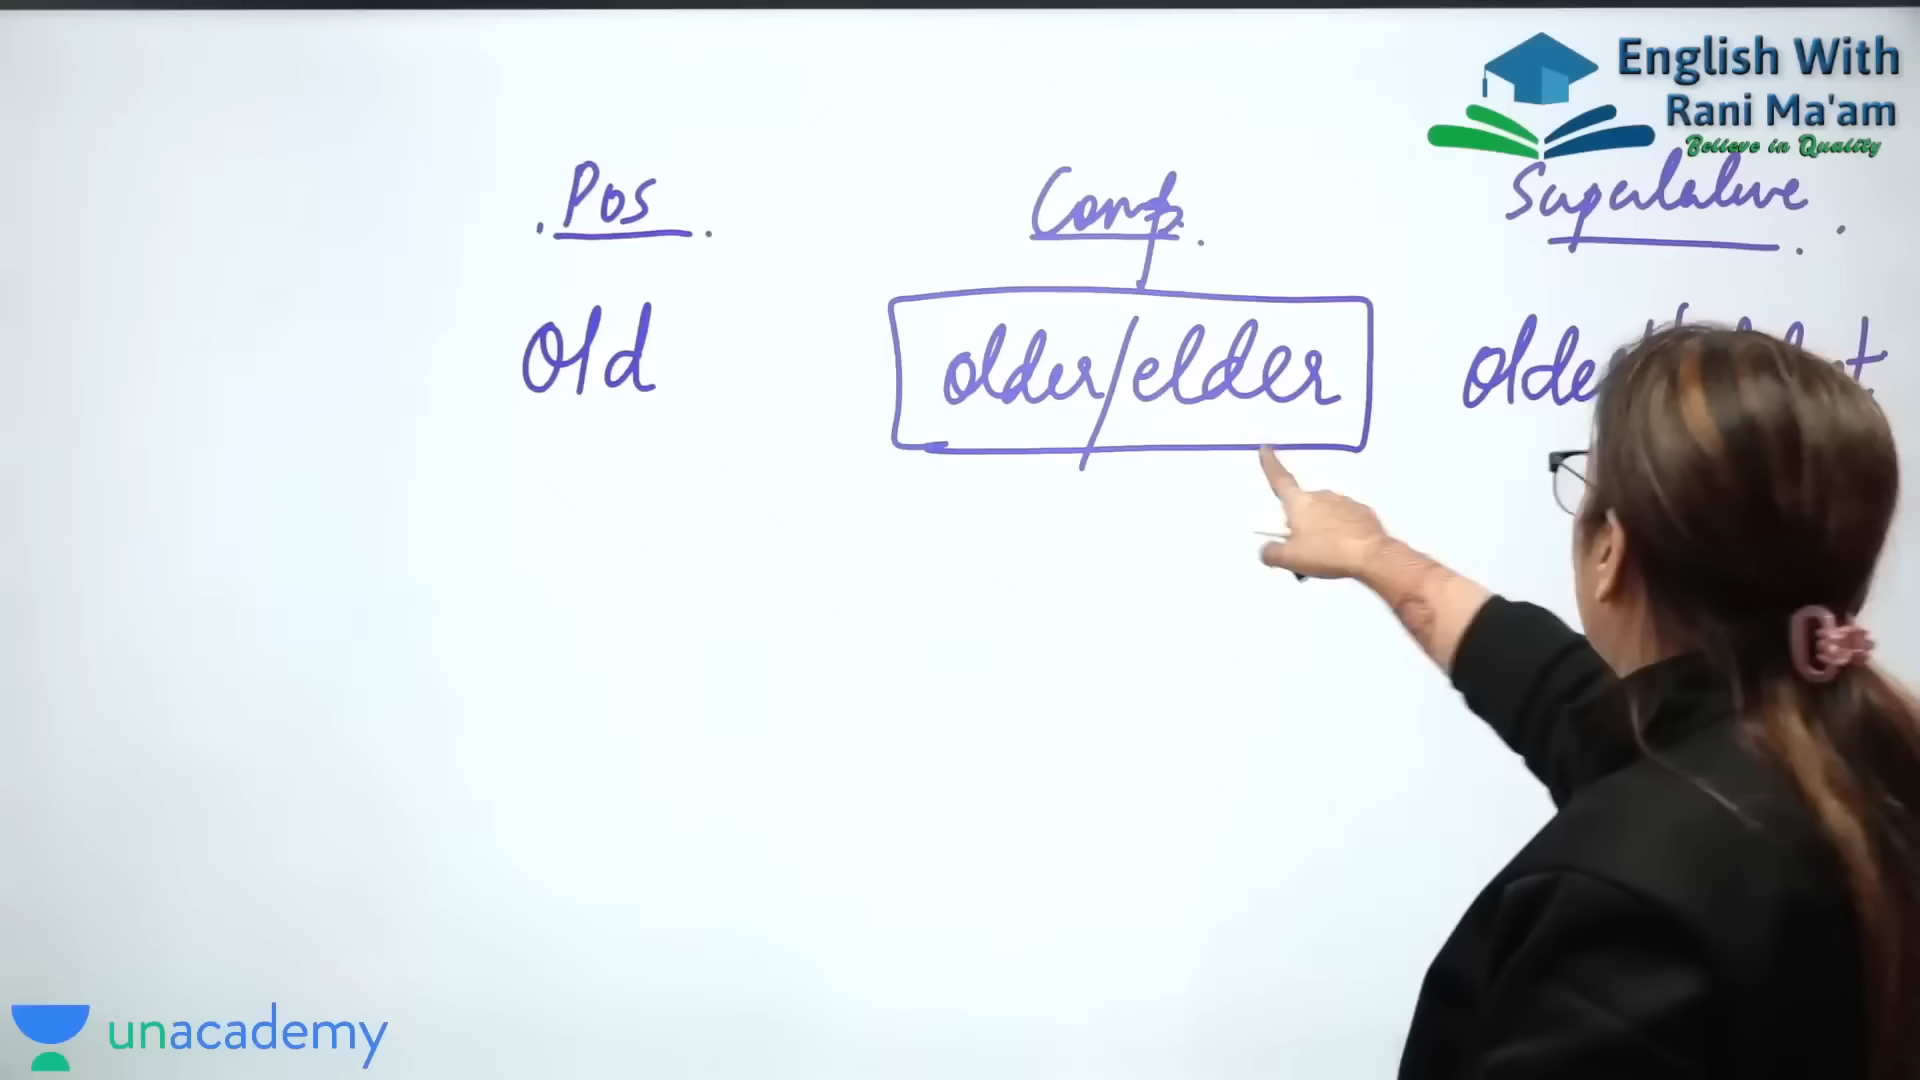 English With
Rani Ma'am
Believe in Quality
Pos
Comp.
Superlative
Old
older/elder
unacademy